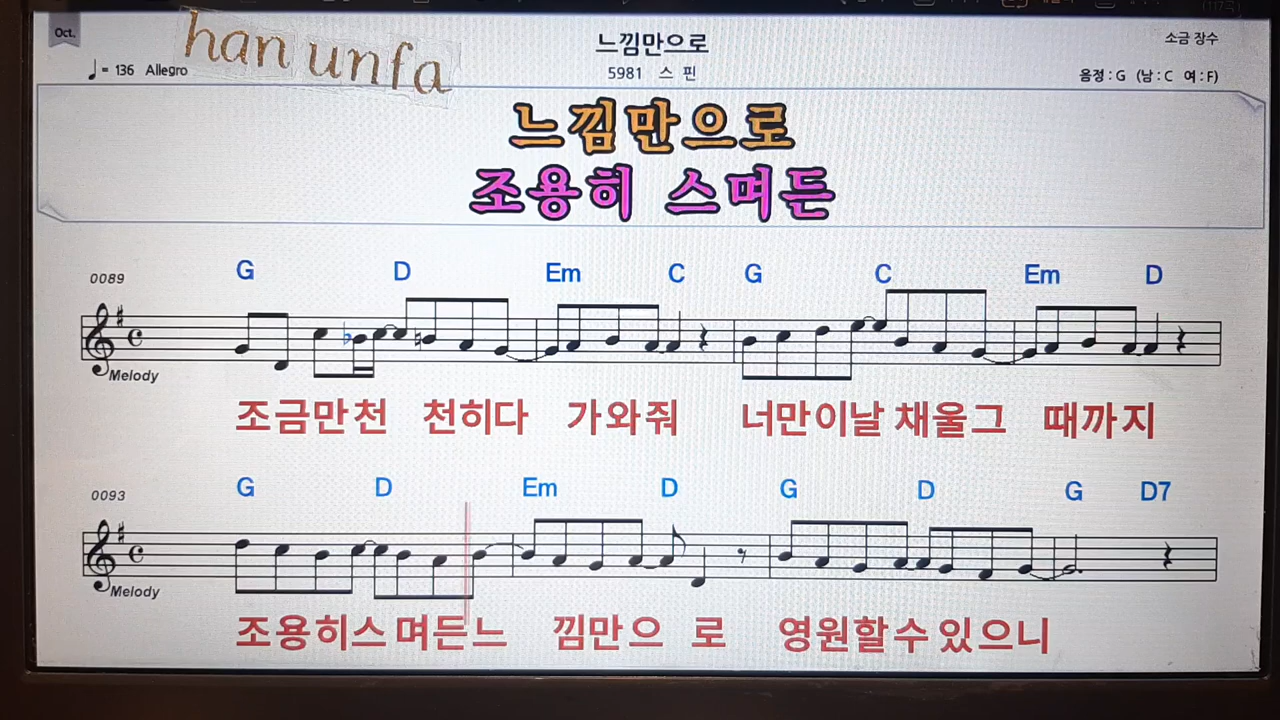 Oct.
han unfa
느낌만으로
소금 장수
♩= 136 Allegro
5981 스 핀
음정 : G (남 : C 여 : F)
느낌만으로
조용히 스며든
0089
G D Em C G C Em D
Melody
조금만천 천히다 가와줘 너만이날 채울그 때까지
0093
G D Em D G D G D7
Melody
조용히스 며든느 낌만으 로 영원할수 있으니